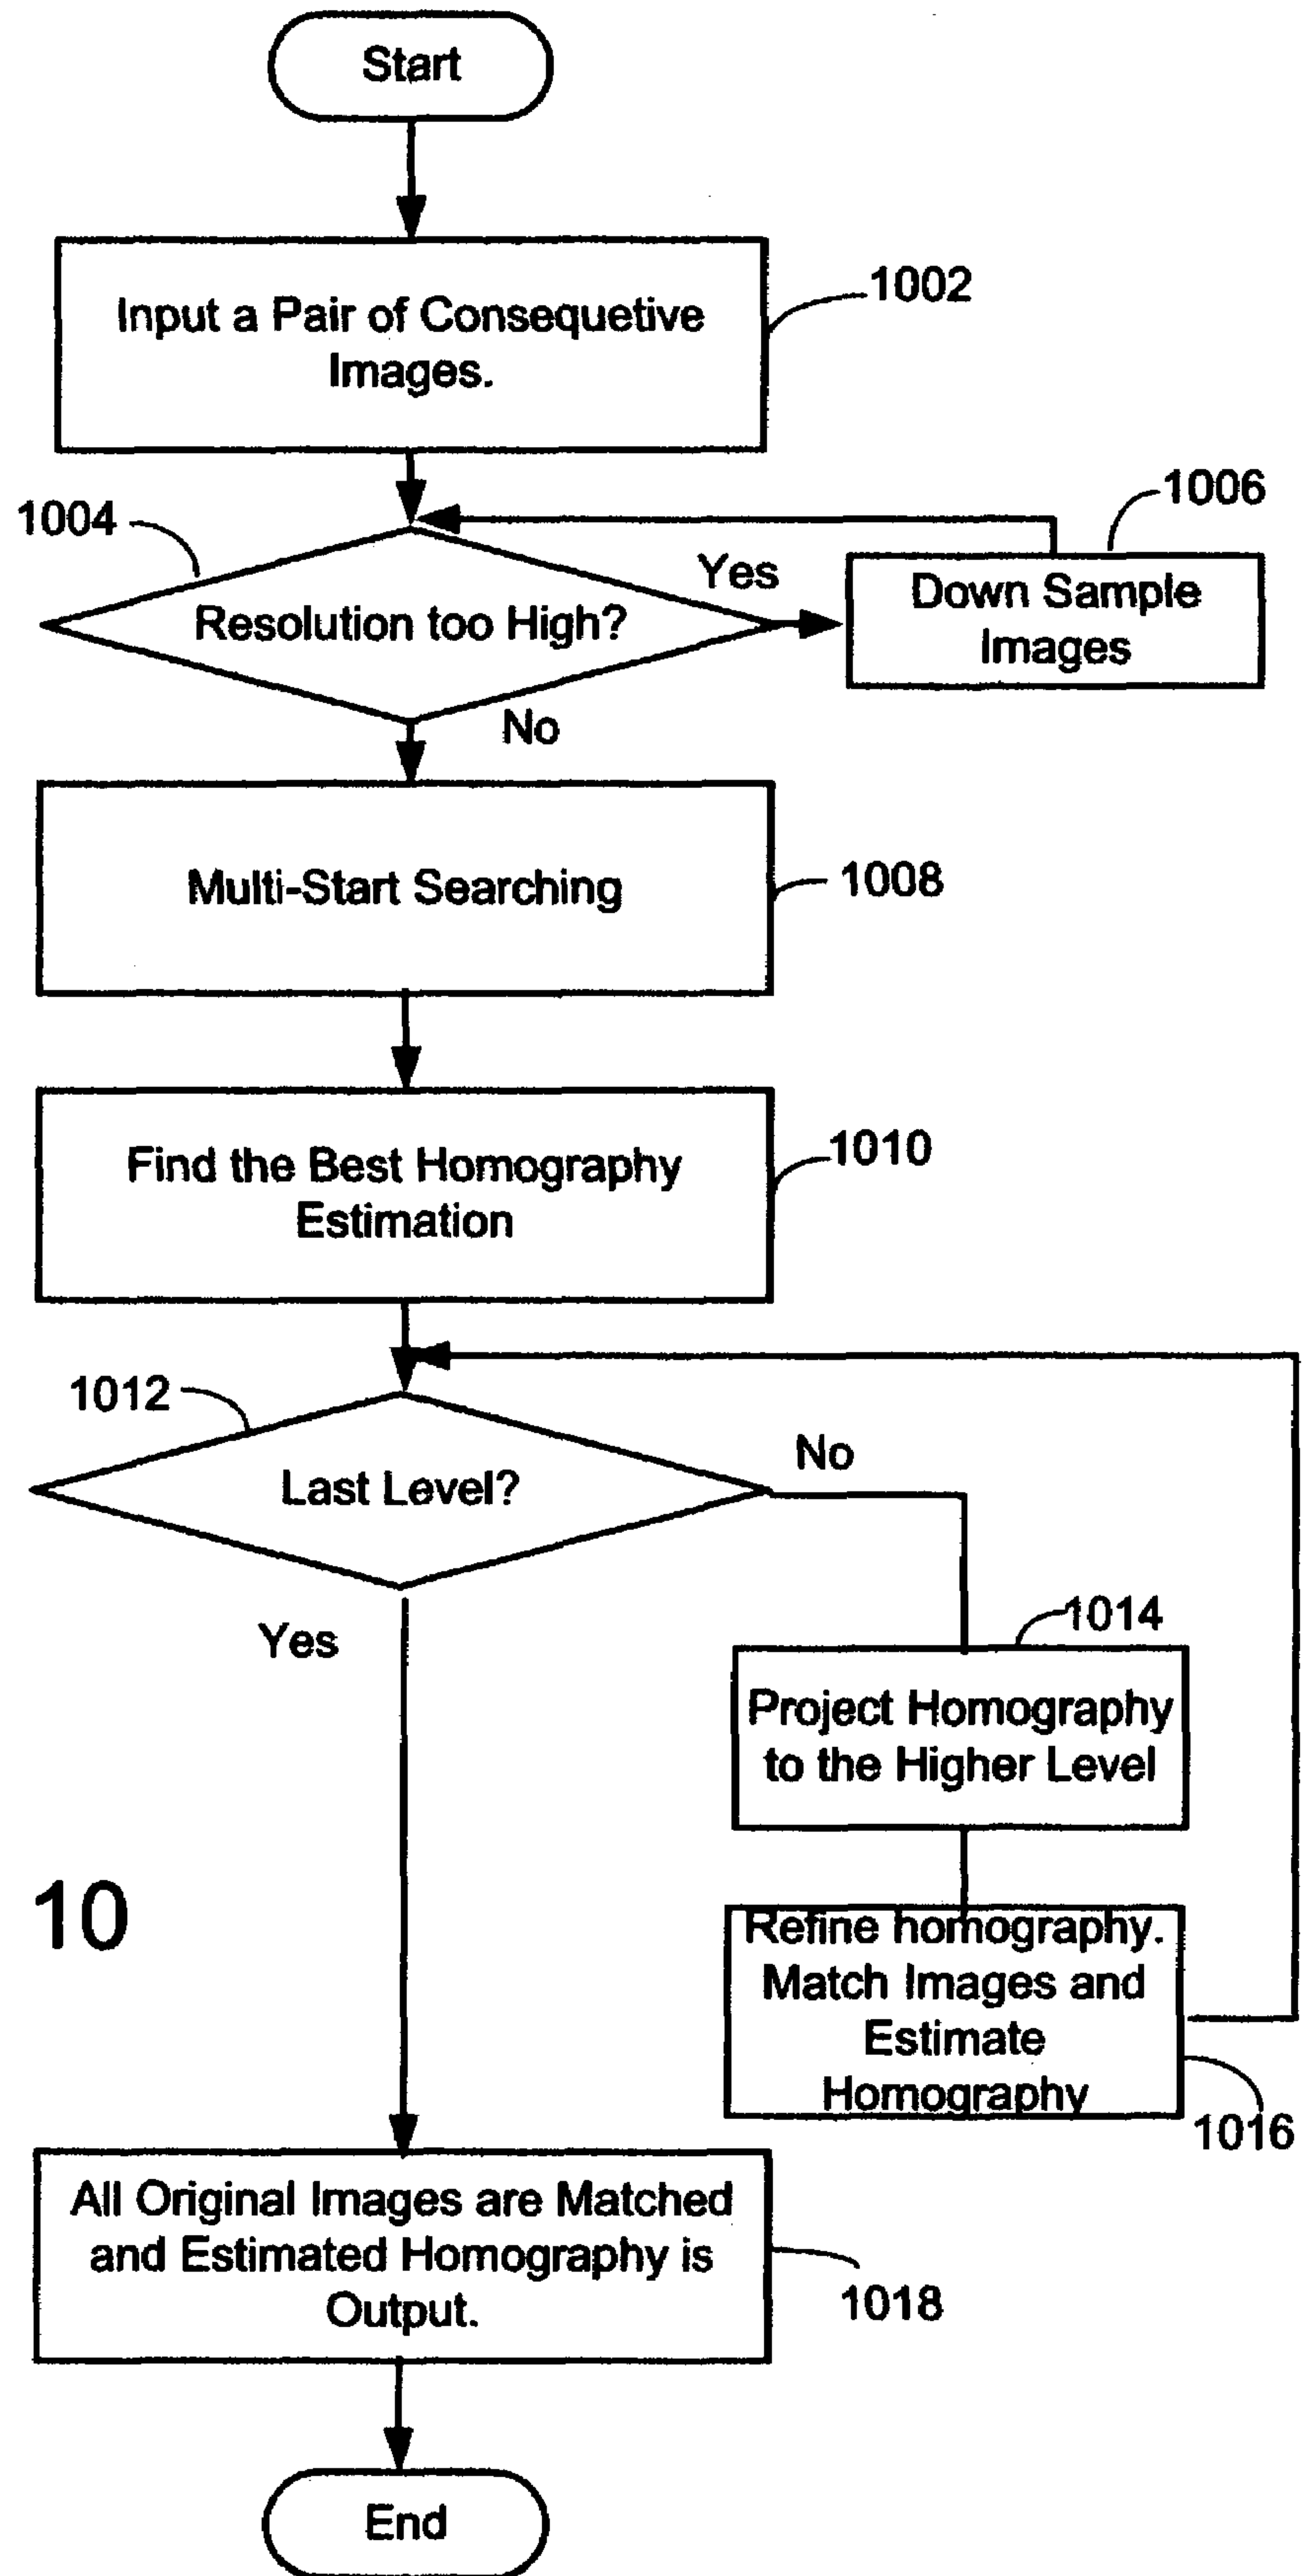 Start
Input a Pair of Consequetive
Images.
1002
1004
Resolution too High?
Yes
1006
Down Sample
Images
No
Multi-Start Searching
1008
Find the Best Homography
Estimation
1010
1012
Last Level?
No
Yes
1014
Project Homography
to the Higher Level
10
Refine homography.
Match Images and
Estimate
Homography
1016
All Original Images are Matched
and Estimated Homography is
Output.
1018
End